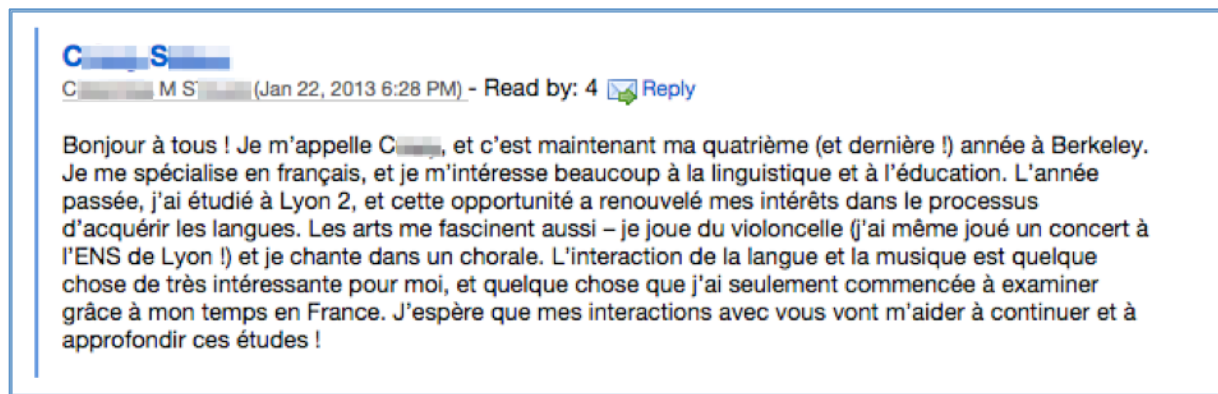 C S
C M S (Jan 22, 2013 6:28 PM) - Read by: 4 Reply
Bonjour à tous ! Je m’appelle C, et c’est maintenant ma quatrième (et dernière !) année à Berkeley.
Je me spécialise en français, et je m’intéresse beaucoup à la linguistique et à l’éducation. L’année
passée, j’ai étudié à Lyon 2, et cette opportunité a renouvelé mes intérêts dans le processus
d’acquérir les langues. Les arts me fascinent aussi – je joue du violoncelle (j’ai même joué un concert à
l’ENS de Lyon !) et je chante dans un chorale. L’interaction de la langue et la musique est quelque
chose de très intéressante pour moi, et quelque chose que j’ai seulement commencée à examiner
grâce à mon temps en France. J’espère que mes interactions avec vous vont m’aider à continuer et à
approfondir ces études !